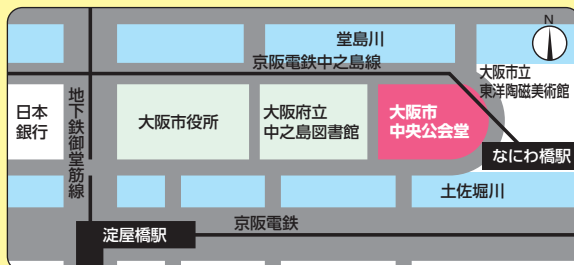 堂島川
京阪電鉄中之島線
N
大阪市立
東洋陶磁美術館
日本
銀行
地下鉄御堂筋線
大阪市役所
大阪府立
中之島図書館
大阪市
中央公会堂
なにわ橋駅
土佐堀川
京阪電鉄
淀屋橋駅